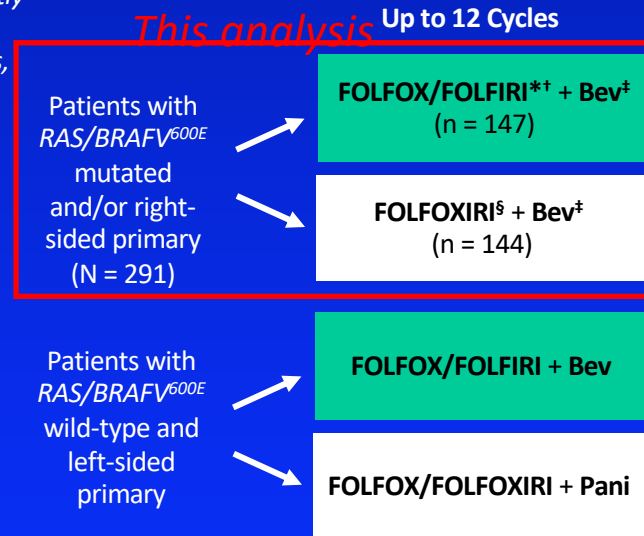 This analysis
Up to 12 Cycles
s,
Patients with
RAS/BRAFV600E
mutated
and/or right-
sided primary
(N = 291)
FOLFOX/FOLFIRI*† + Bev‡
(n = 147)
FOLFOXIRI§ + Bev‡
(n = 144)
Patients with
RAS/BRAFV600E
wild-type and
left-sided
primary
FOLFOX/FOLFIRI + Bev
FOLFOX/FOLFOXIRI + Pani